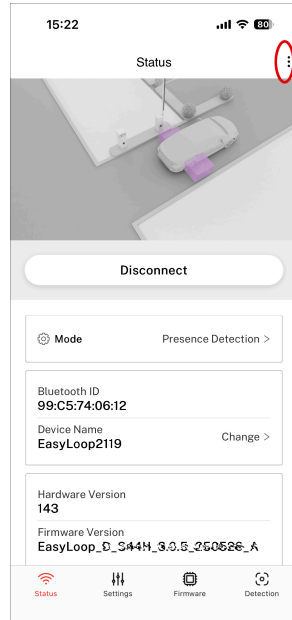 15:22
80
Status
Disconnect
Mode
Presence Detection >
Bluetooth ID
99:C5:74:06:12
Device Name
EasyLoop2119
Change >
Hardware Version
143
Firmware Version
Status
Settings
Firmware
Detection